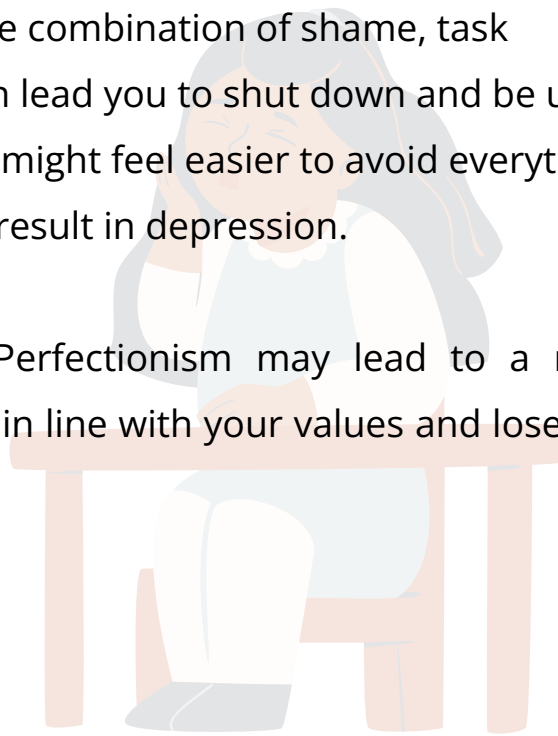 combination of shame, task
lead you to shut down and be
might feel easier to avoid
result in depression.
Perfectionism may lead to a
in line with your values and lose